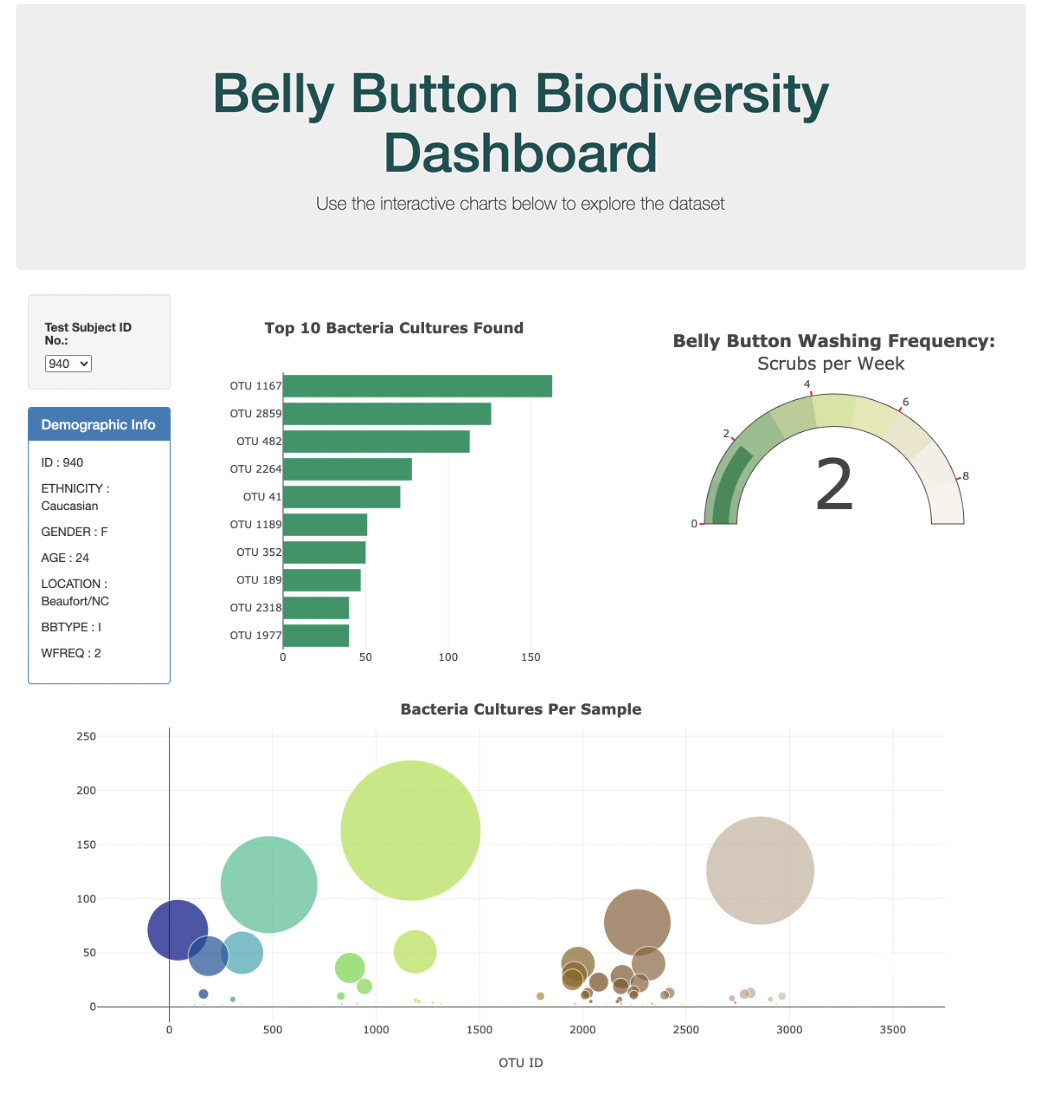 Belly Button Biodiversity
Dashboard
Use the interactive charts below to explore the dataset
Test Subject ID
No.:
940
Demographic Info
ID : 940
ETHNICITY :
Caucasian
GENDER : F
AGE : 24
LOCATION :
Beaufort/NC
BBTYPE : I
WFREQ : 2
Top 10 Bacteria Cultures Found
OTU 1167
OTU 2859
OTU 482
OTU 2264
OTU 41
OTU 1189
OTU 352
OTU 189
OTU 2318
OTU 1977
0 50 100 150
Belly Button Washing Frequency:
Scrubs per Week
0
2
4
6
8
2
Bacteria Cultures Per Sample
250
200
150
100
50
0
0 500 1000 1500 2000 2500 3000 3500
OTU ID